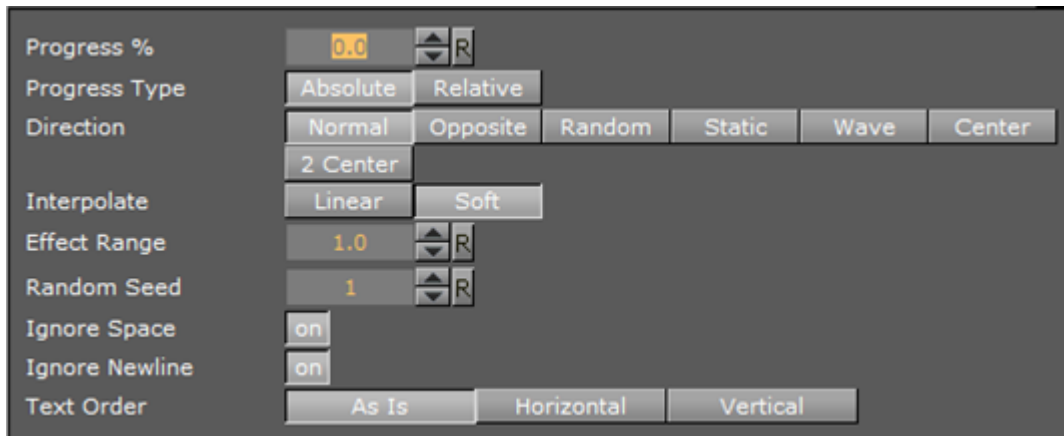 Progress % 0.0 R
Progress Type Absolute Relative
Direction Normal Opposite Random Static Wave Center
2 Center
Interpolate Linear Soft
Effect Range 1.0 R
Random Seed 1 R
Ignore Space on
Ignore Newline on
Text Order As Is Horizontal Vertical